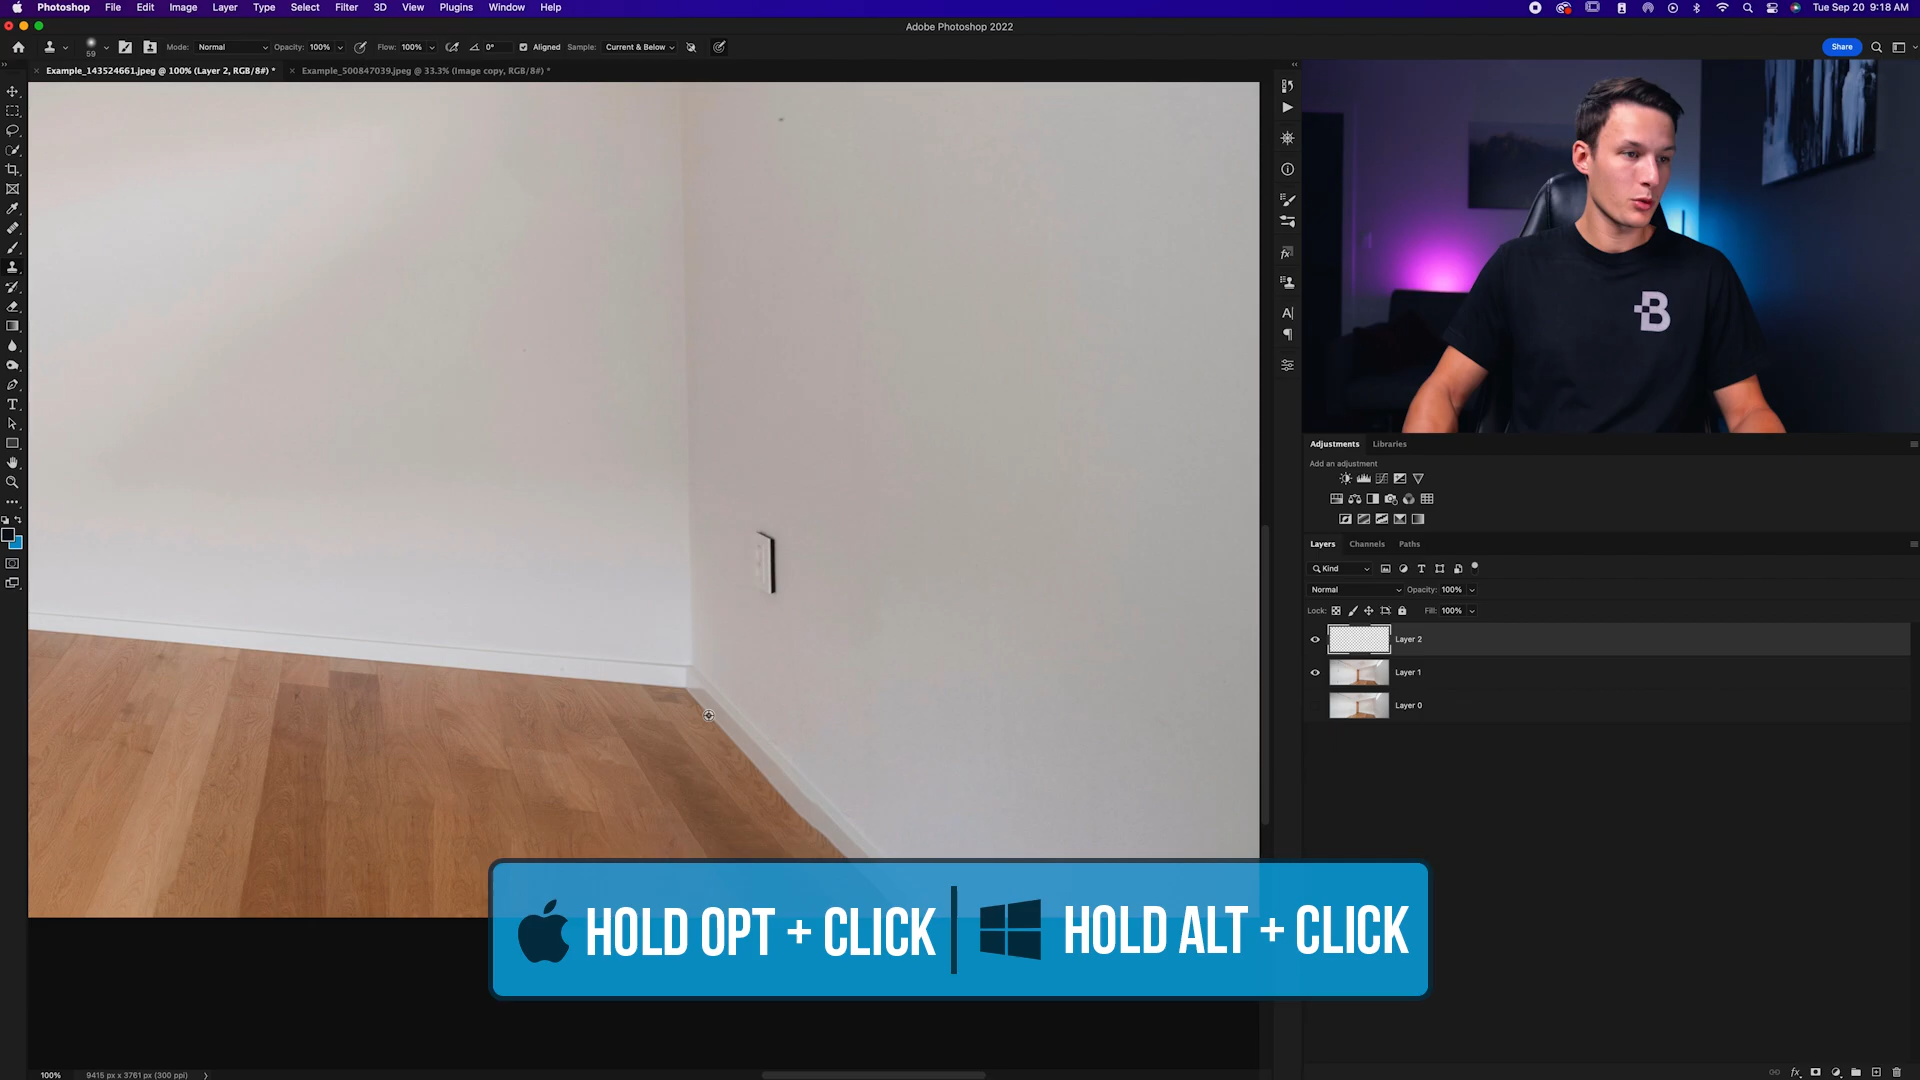 Photoshop File Edit Image Layer Type Select Filter 3D View Plugins Window Help Tue Sep 20 9:18 AM
Adobe Photoshop 2022
59 Mode: Normal Opacity: 100% Flow: 100% 0° Aligned Sample: Current & Below Share
Example_143524661.jpeg @ 100% (Layer 2, RGB/8#) * Example_500847039.jpeg @ 33.3% (Image copy, RGB/8#) *
B
Adjustments Libraries
Add an adjustment
Layers Channels Paths
Kind
Normal Opacity: 100%
Lock: Fill: 100%
Layer 2
Layer 1
Layer 0
HOLD OPT + CLICK HOLD ALT + CLICK
100% 9415 px x 3761 px (300 ppi)